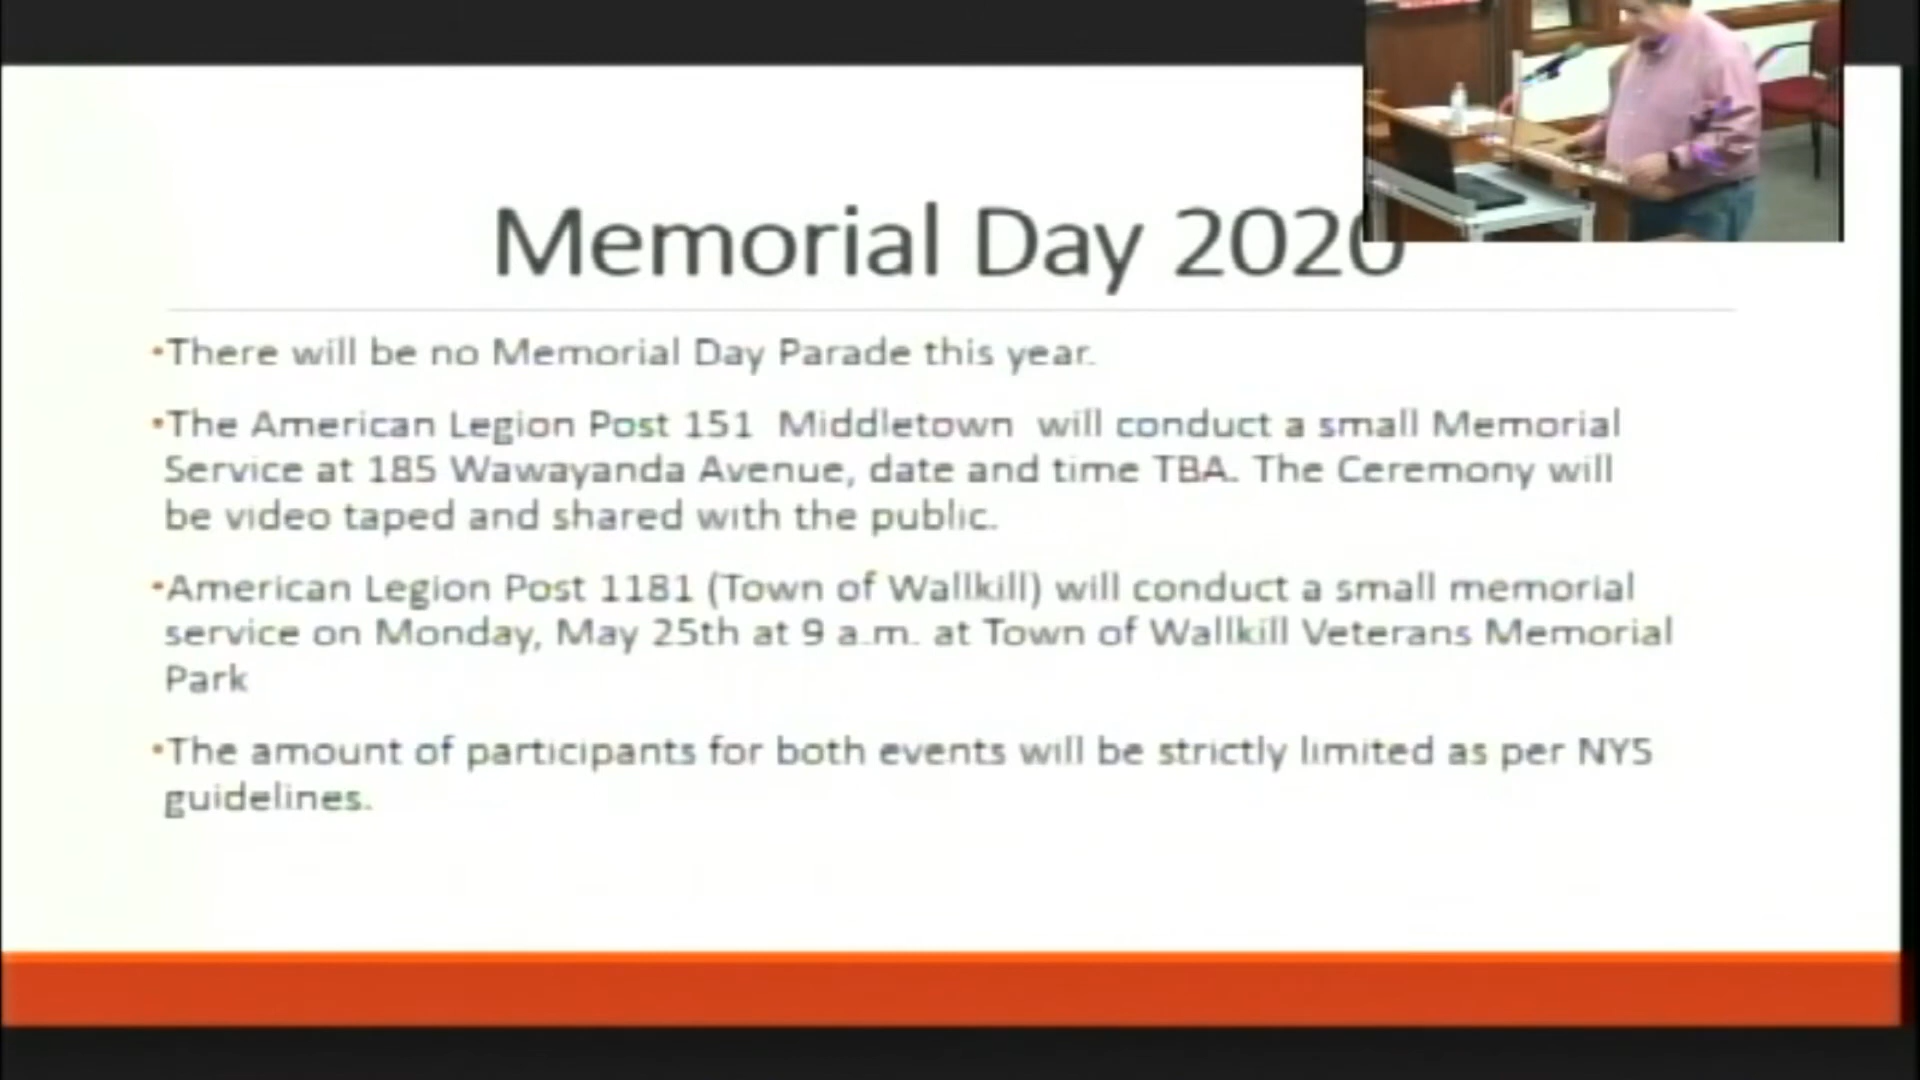 Memorial Day 2020
•There will be no Memorial Day Parade this year.
•The American Legion Post 151 Middletown will conduct a small Memorial
Service at 185 Wawayanda Avenue, date and time TBA. The Ceremony will
be video taped and shared with the public.
•American Legion Post 1181 (Town of Wallkill) will conduct a small memorial
service on Monday, May 25th at 9 a.m. at Town of Wallkill Veterans Memorial
Park
•The amount of participants for both events will be strictly limited as per NYS
guidelines.